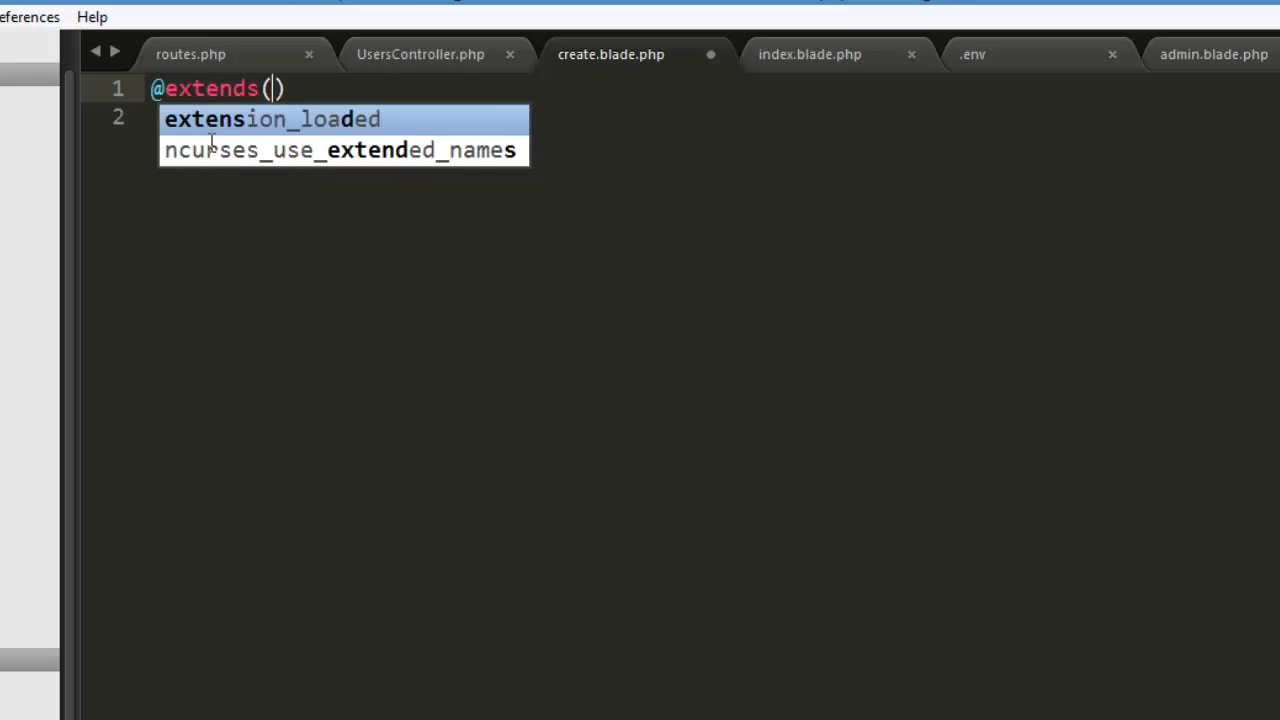 eferences Help
routes.php × UsersController.php × create.blade.php index.blade.php × .env × admin.blade.php
1 @extends()
extension_loaded
2
ncurses_use_extended_names